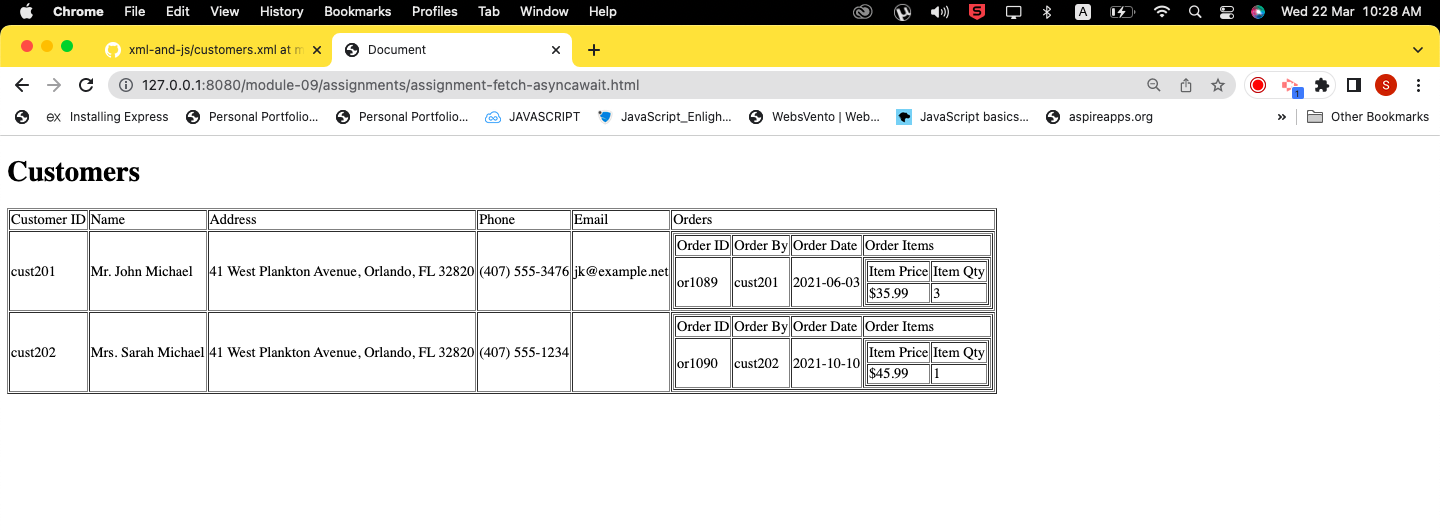 Chrome File Edit View History Bookmarks Profiles Tab Window Help A Wed 22 Mar 10:28 AM
xml-and-js/customers.xml at m Document
127.0.0.1:8080/module-09/assignments/assignment-fetch-asyncawait.html S 1
ex Installing Express Personal Portfolio... Personal Portfolio... JAVASCRIPT JavaScript_Enligh... WebsVento | Web... JavaScript basics... aspireapps.org » Other Bookmarks
Customers
Customer ID Name Address Phone Email Orders
Order ID Order By Order Date Order Items
cust201 Mr. John Michael 41 West Plankton Avenue, Orlando, FL 32820 (407) 555-3476 jk@example.net
or1089 cust201 2021-06-03
Item Price Item Qty
$35.99 3
Order ID Order By Order Date Order Items
cust202 Mrs. Sarah Michael 41 West Plankton Avenue, Orlando, FL 32820 (407) 555-1234
or1090 cust202 2021-10-10
Item Price Item Qty
$45.99 1